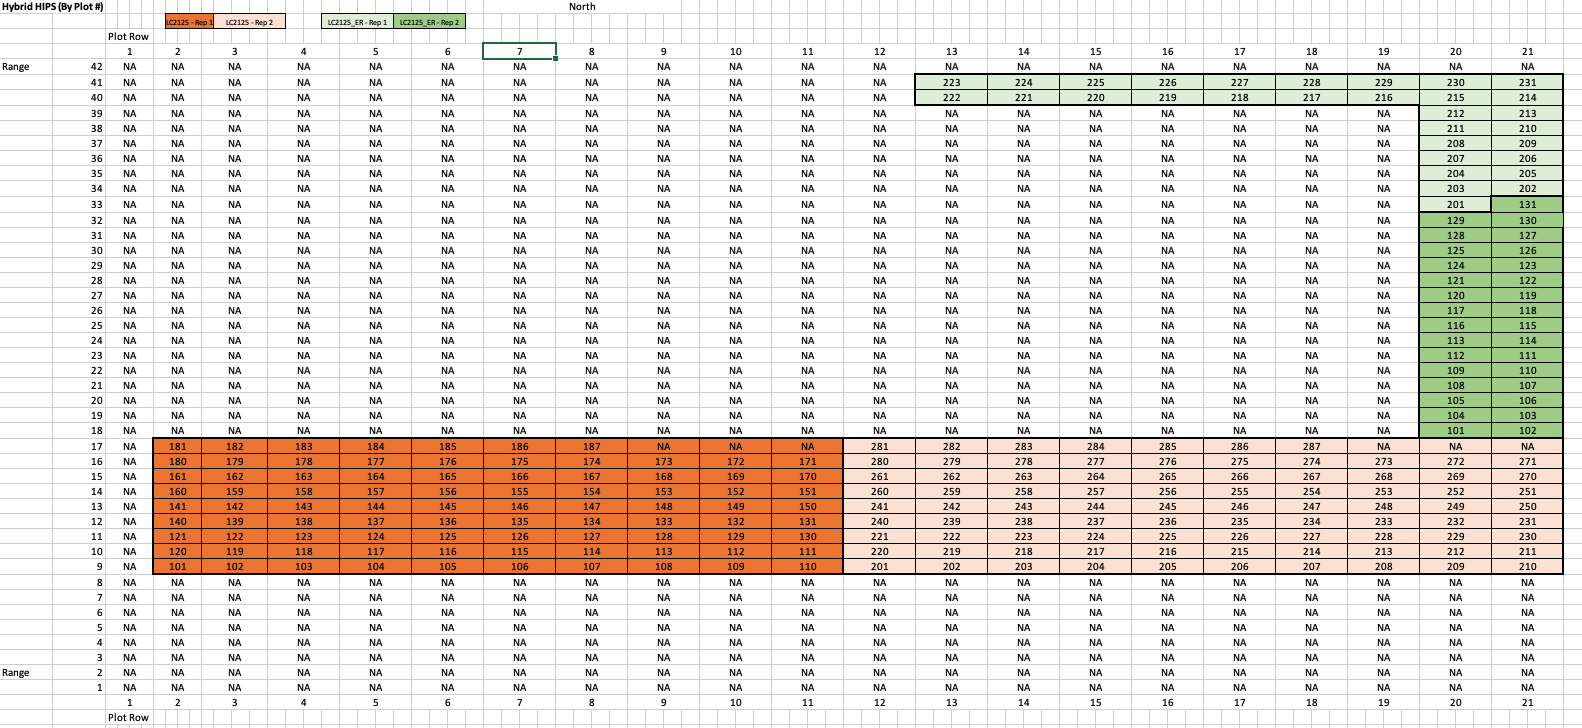 Hybrid HIPS (By Plot #) North
LC2125 - Rep 1 LC2125 - Rep 2 LC2125_ER - Rep 1 LC2125_ER - Rep 2
Plot Row
1 2 3 4 5 6 7 8 9 10 11 12 13 14 15 16 17 18 19 20 21
Range 42 NA NA NA NA NA NA NA NA NA NA NA NA NA NA NA NA NA NA NA NA NA
41 NA NA NA NA NA NA NA NA NA NA NA NA 223 224 225 226 227 228 229 230 231
40 NA NA NA NA NA NA NA NA NA NA NA NA 222 221 220 219 218 217 216 215 214
39 NA NA NA NA NA NA NA NA NA NA NA NA NA NA NA NA NA NA NA 212 213
38 NA NA NA NA NA NA NA NA NA NA NA NA NA NA NA NA NA NA NA 211 210
37 NA NA NA NA NA NA NA NA NA NA NA NA NA NA NA NA NA NA NA 208 209
36 NA NA NA NA NA NA NA NA NA NA NA NA NA NA NA NA NA NA NA 207 206
35 NA NA NA NA NA NA NA NA NA NA NA NA NA NA NA NA NA NA NA 204 205
34 NA NA NA NA NA NA NA NA NA NA NA NA NA NA NA NA NA NA NA 203 202
33 NA NA NA NA NA NA NA NA NA NA NA NA NA NA NA NA NA NA NA 201 131
32 NA NA NA NA NA NA NA NA NA NA NA NA NA NA NA NA NA NA NA 129 130
31 NA NA NA NA NA NA NA NA NA NA NA NA NA NA NA NA NA NA NA 128 127
30 NA NA NA NA NA NA NA NA NA NA NA NA NA NA NA NA NA NA NA 125 126
29 NA NA NA NA NA NA NA NA NA NA NA NA NA NA NA NA NA NA NA 124 123
28 NA NA NA NA NA NA NA NA NA NA NA NA NA NA NA NA NA NA NA 121 122
27 NA NA NA NA NA NA NA NA NA NA NA NA NA NA NA NA NA NA NA 120 119
26 NA NA NA NA NA NA NA NA NA NA NA NA NA NA NA NA NA NA NA 117 118
25 NA NA NA NA NA NA NA NA NA NA NA NA NA NA NA NA NA NA NA 116 115
24 NA NA NA NA NA NA NA NA NA NA NA NA NA NA NA NA NA NA NA 113 114
23 NA NA NA NA NA NA NA NA NA NA NA NA NA NA NA NA NA NA NA 112 111
22 NA NA NA NA NA NA NA NA NA NA NA NA NA NA NA NA NA NA NA 109 110
21 NA NA NA NA NA NA NA NA NA NA NA NA NA NA NA NA NA NA NA 108 107
20 NA NA NA NA NA NA NA NA NA NA NA NA NA NA NA NA NA NA NA 105 106
19 NA NA NA NA NA NA NA NA NA NA NA NA NA NA NA NA NA NA NA 104 103
18 NA NA NA NA NA NA NA NA NA NA NA NA NA NA NA NA NA NA NA 101 102
17 NA 181 182 183 184 185 186 187 NA NA NA 281 282 283 284 285 286 287 NA NA NA
16 NA 180 179 178 177 176 175 174 173 172 171 280 279 278 277 276 275 274 273 272 271
15 NA 161 162 163 164 165 166 167 168 169 170 261 262 263 264 265 266 267 268 269 270
14 NA 160 159 158 157 156 155 154 153 152 151 260 259 258 257 256 255 254 253 252 251
13 NA 141 142 143 144 145 146 147 148 149 150 241 242 243 244 245 246 247 248 249 250
12 NA 140 139 138 137 136 135 134 133 132 131 240 239 238 237 236 235 234 233 232 231
11 NA 121 122 123 124 125 126 127 128 129 130 221 222 223 224 225 226 227 228 229 230
10 NA 120 119 118 117 116 115 114 113 112 111 220 219 218 217 216 215 214 213 212 211
9 NA 101 102 103 104 105 106 107 108 109 110 201 202 203 204 205 206 207 208 209 210
8 NA NA NA NA NA NA NA NA NA NA NA NA NA NA NA NA NA NA NA NA NA
7 NA NA NA NA NA NA NA NA NA NA NA NA NA NA NA NA NA NA NA NA NA
6 NA NA NA NA NA NA NA NA NA NA NA NA NA NA NA NA NA NA NA NA NA
5 NA NA NA NA NA NA NA NA NA NA NA NA NA NA NA NA NA NA NA NA NA
4 NA NA NA NA NA NA NA NA NA NA NA NA NA NA NA NA NA NA NA NA NA
3 NA NA NA NA NA NA NA NA NA NA NA NA NA NA NA NA NA NA NA NA NA
Range 2 NA NA NA NA NA NA NA NA NA NA NA NA NA NA NA NA NA NA NA NA NA
1 NA NA NA NA NA NA NA NA NA NA NA NA NA NA NA NA NA NA NA NA NA
1 2 3 4 5 6 7 8 9 10 11 12 13 14 15 16 17 18 19 20 21
Plot Row